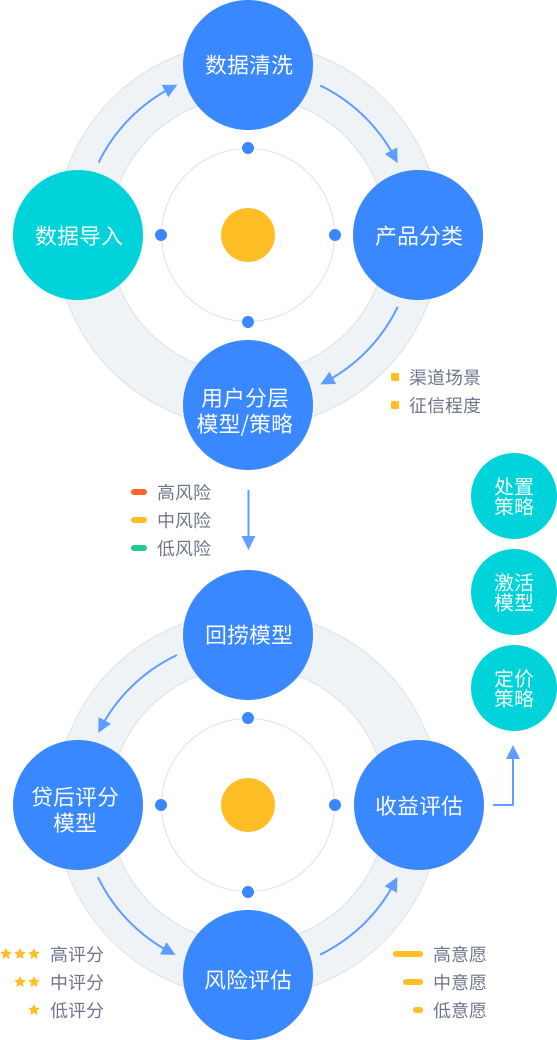 数据清洗
数据导入
产品分类
用户分层
模型/策略
渠道场景
征信程度
高风险
中风险
低风险
处置
策略
激活
模型
定价
策略
回捞模型
贷后评分
模型
收益评估
风险评估
高评分
中评分
低评分
高意愿
中意愿
低意愿